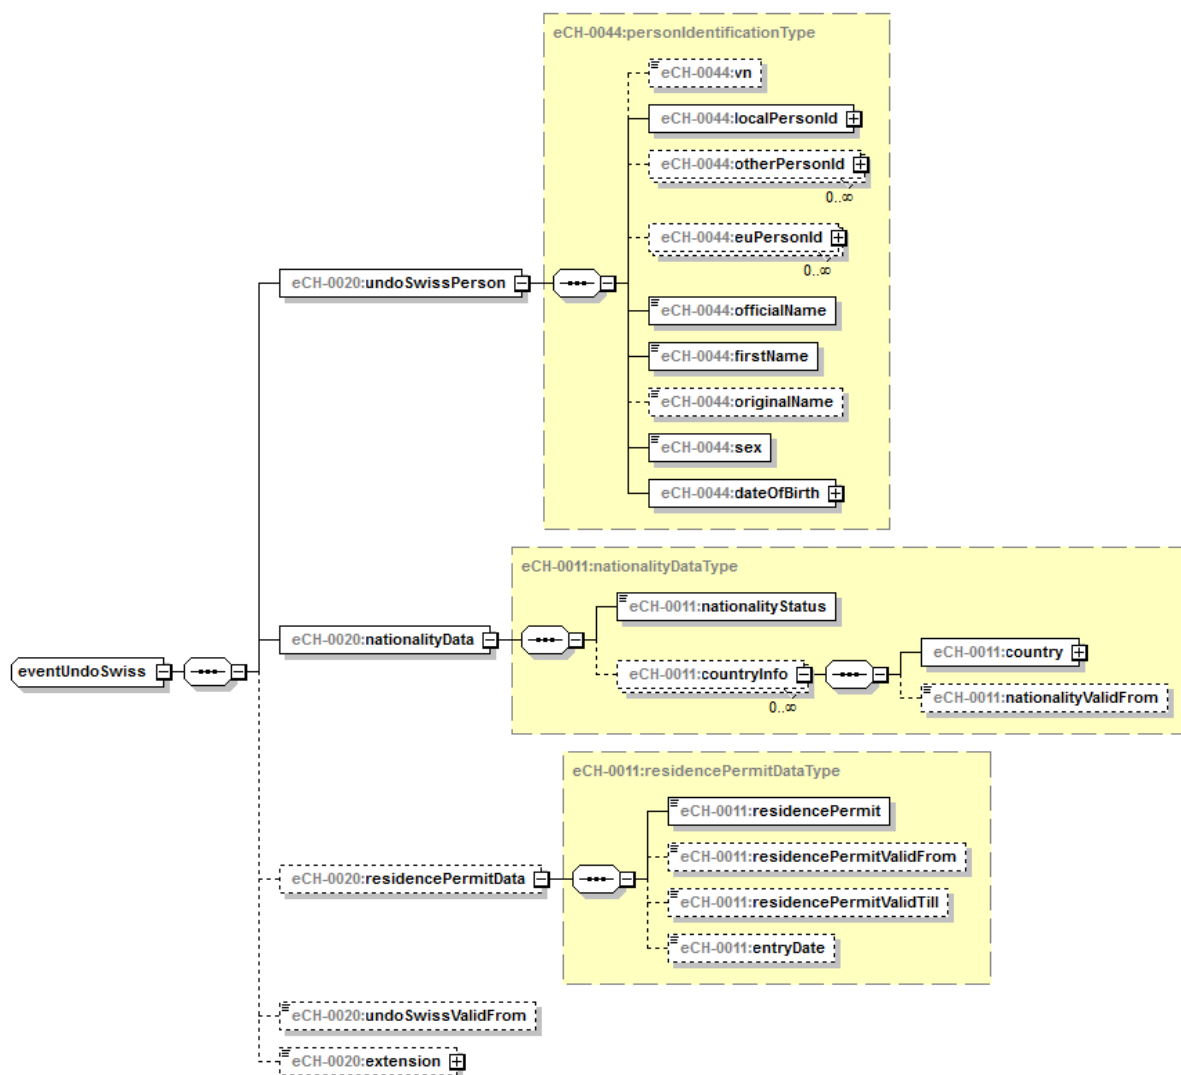 eCH-0044:personIdentificationType
eCH-0044:vn
eCH-0044:localPersonId
eCH-0044:otherPersonId
0..∞
eCH-0044:euPersonId
0..∞
eCH-0020:undoSwissPerson
eCH-0044:officialName
eCH-0044:firstName
eCH-0044:originalName
eCH-0044:sex
eCH-0044:dateOfBirth
eCH-0011:nationalityDataType
eCH-0011:nationalityStatus
eCH-0020:nationalityData
eCH-0011:country
eventUndoSwiss
eCH-0011:countryInfo
0..∞
eCH-0011:nationalityValidFrom
eCH-0011:residencePermitDataType
eCH-0011:residencePermit
eCH-0011:residencePermitValidFrom
eCH-0020:residencePermitData
eCH-0011:residencePermitValidTill
eCH-0011:entryDate
eCH-0020:undoSwissValidFrom
eCH-0020:extension